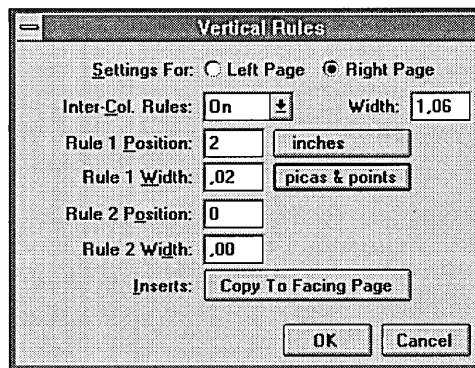 Vertical Rules
Settings For: Left Page Right Page
Inter-Col. Rules: On Width: 1,06
Rule 1 Position: 2 inches
Rule 1 Width: ,02 picas & points
Rule 2 Position: 0
Rule 2 Width: ,00
Inserts: Copy To Facing Page
OK Cancel